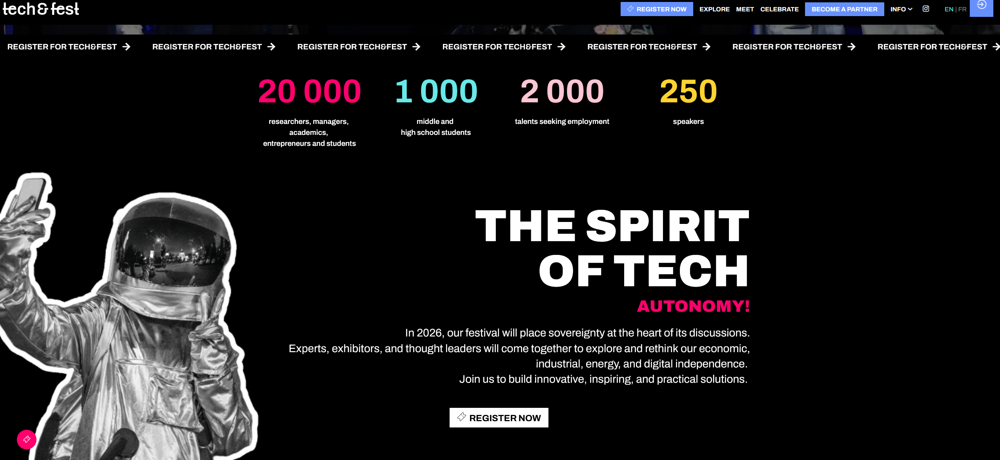 tech& fest
REGISTER NOW EXPLORE MEET CELEBRATE BECOME A PARTNER INFO EN | FR
REGISTER FOR TECH&FEST → REGISTER FOR TECH&FEST → REGISTER FOR TECH&FEST → REGISTER FOR TECH&FEST → REGISTER FOR TECH&FEST → REGISTER FOR TECH&FEST → REGISTER FOR TECH&FEST →
20 000
researchers, managers,
academics,
entrepreneurs and students
1 000
middle and
high school students
2 000
talents seeking employment
250
speakers
THE SPIRIT
OF TECH
AUTONOMY!
In 2026, our festival will place sovereignty at the heart of its discussions.
Experts, exhibitors, and thought leaders will come together to explore and rethink our economic,
industrial, energy, and digital independence.
Join us to build innovative, inspiring, and practical solutions.
REGISTER NOW